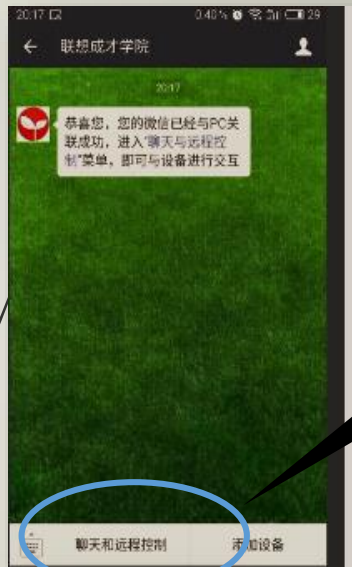 20:17
联想成才学院
20:17
恭喜您，您的微信已经与PC关
联成功，进入“聊天与远程控
制”菜单，即可与设备进行交互
聊天和远程控制
添加设备